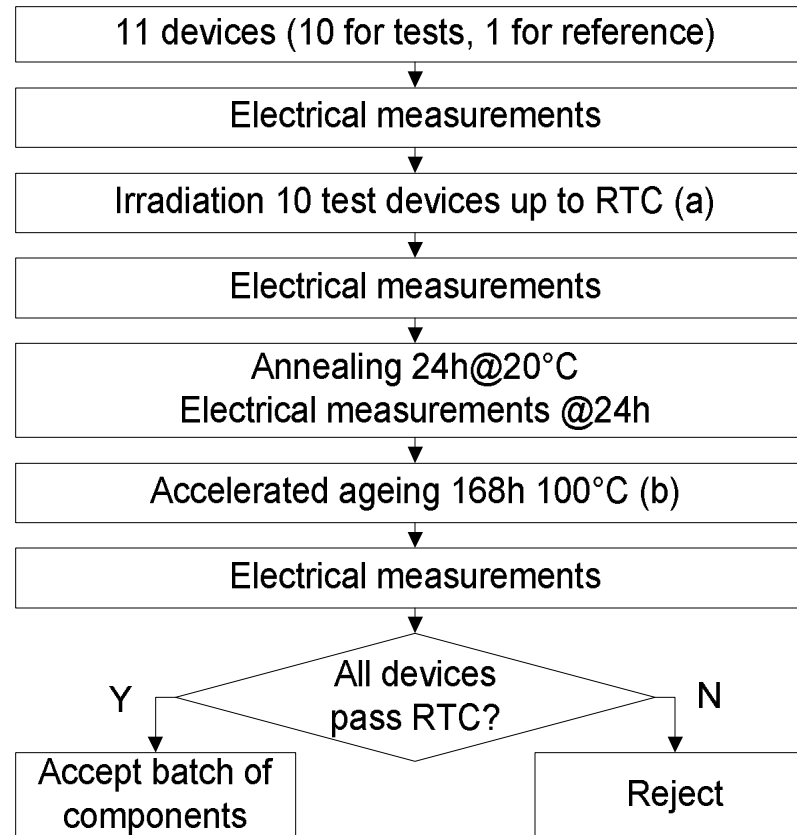 11 devices (10 for tests, 1 for reference)
Electrical measurements
Irradiation 10 test devices up to RTC (a)
Electrical measurements
Annealing 24h@20°C
Electrical measurements @24h
Accelerated ageing 168h 100°C (b)
Electrical measurements
All devices
pass RTC?
Y
N
Accept batch of
components
Reject